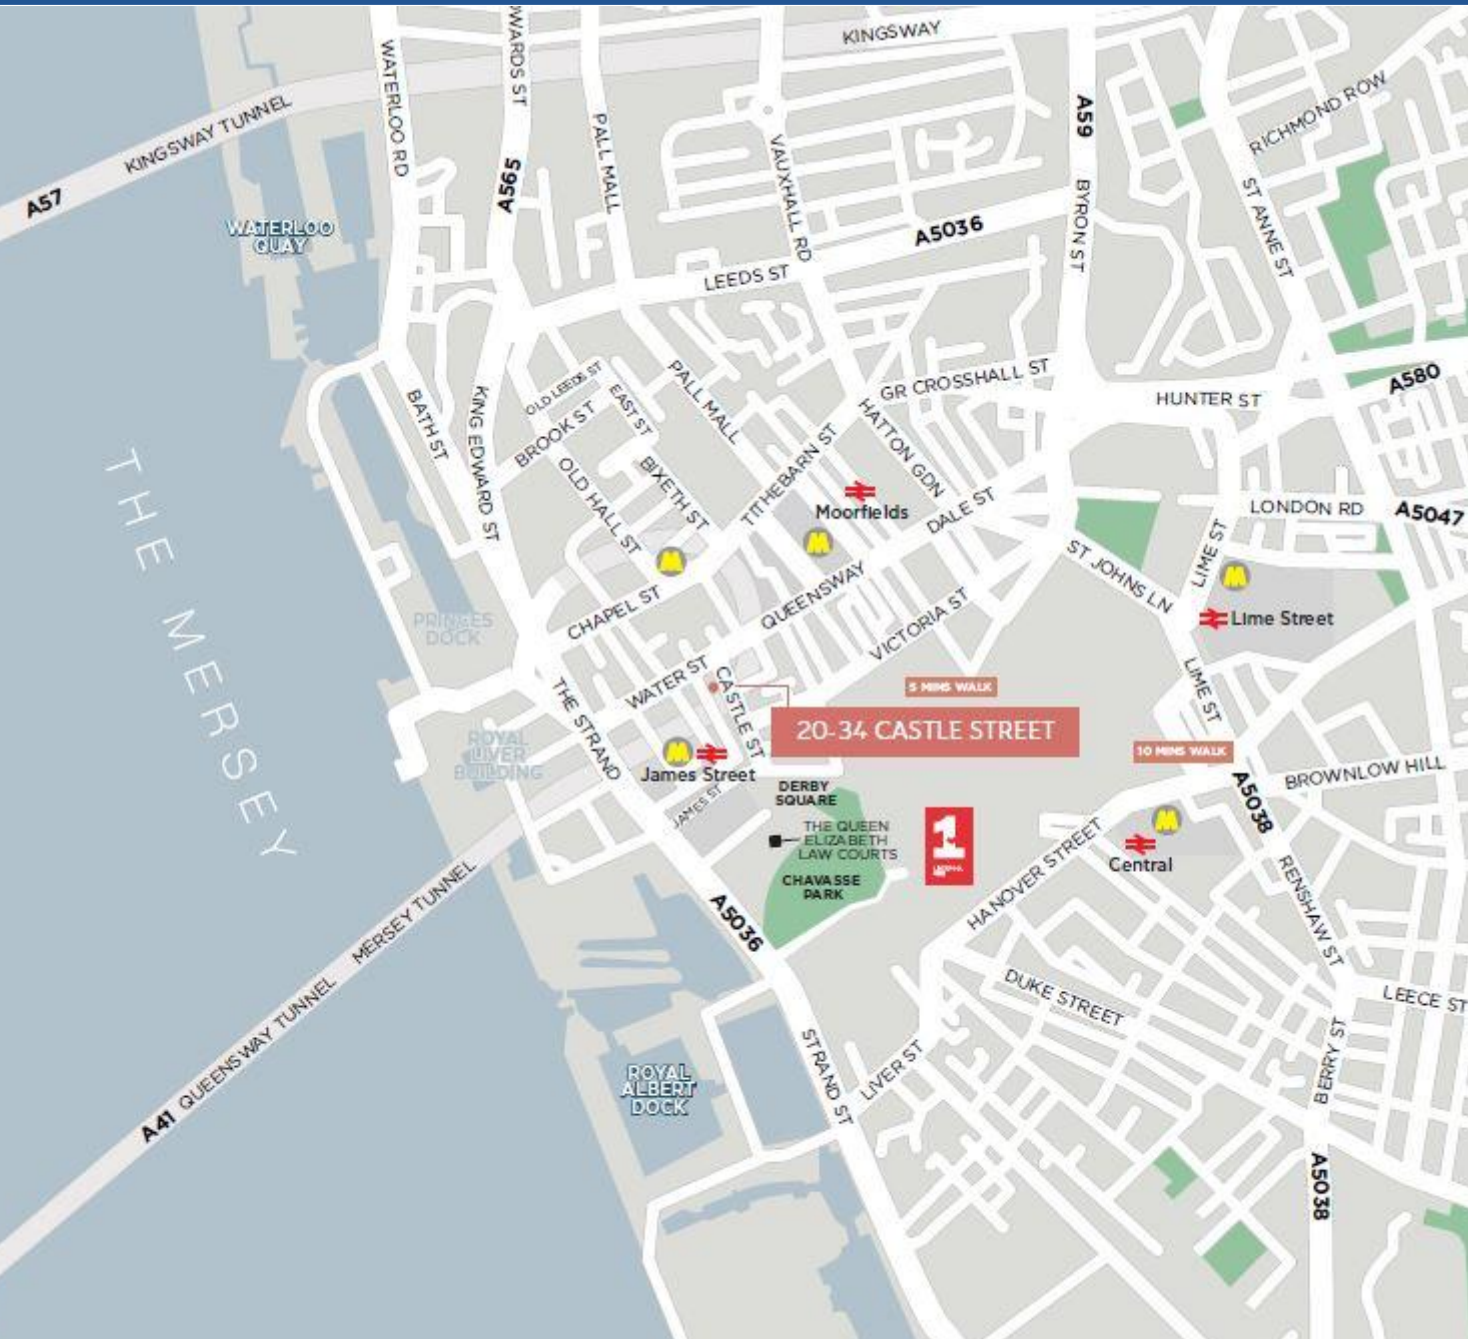 KINGSWAY
WATERLOO RD
WARDS ST
PALL MALL
A59
RICHMOND ROW
KINGSWAY TUNNEL
A57
A565
VAUXHALL RD
BYRON ST
ST ANNE ST
WATERLOO
QUAY
A5036
LEEDS ST
OLD LEEDS ST
EAST ST
PALL MALL
GR CROSSHALL ST
HUNTER ST
A580
BATH ST
KING EDWARD ST
BROOK ST
HATTON GDN
TITHEBARN ST
OLD HALL ST
BIXETH ST
Moorfields
DALE ST
LONDON RD
A5047
THE MERSEY
LIME ST
ST JOHNS LN
CHAPEL ST
QUEENSWAY
VICTORIA ST
Lime Street
PRINCES
DOCK
WATER ST
CASTLE ST
5 MINS WALK
LIME ST
THE STRAND
20-34 CASTLE STREET
10 MINS WALK
ROYAL
LIVER
BUILDING
James Street
JAMES ST
DERBY
SQUARE
BROWNLOW HILL
A5038
THE QUEEN
ELIZABETH
LAW COURTS
1
CHAVASSE
PARK
HANOVER STREET
Central
RENSHAW ST
MERSEY TUNNEL
A5036
DUKE STREET
LEECE ST
QUEENSWAY TUNNEL
A41
STRAND ST
LIVER ST
BERRY ST
ROYAL
ALBERT
DOCK
A5038